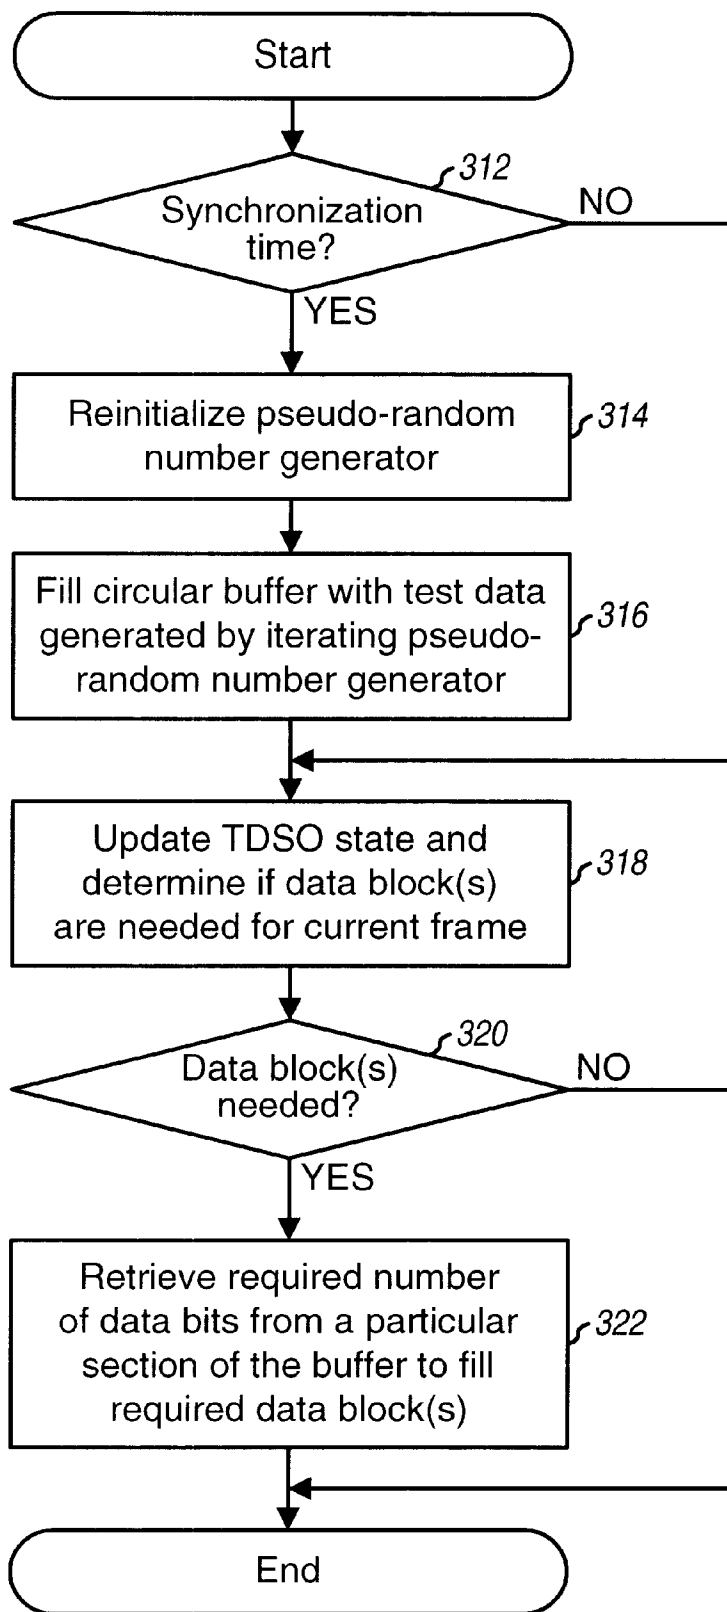 Start
312
Synchronization
time?
NO
YES
Reinitialize pseudo-random
number generator
314
Fill circular buffer with test data
generated by iterating pseudo-
random number generator
316
Update TDSO state and
determine if data block(s)
are needed for current frame
318
320
Data block(s)
needed?
NO
YES
Retrieve required number
of data bits from a particular
section of the buffer to fill
required data block(s)
322
End